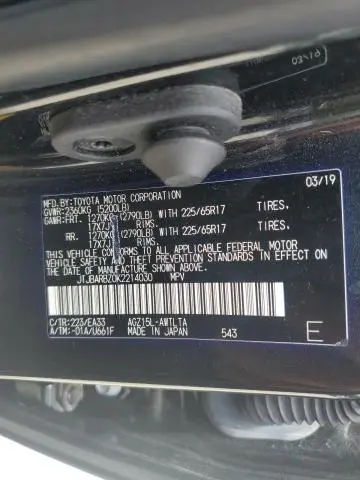 03/19
MFD. BY: TOYOTA MOTOR CORPORATION 03/19
GVWR: 2360KG (5200LB)
GAWR: FRT. 1270KG (2790LB) WITH 225/65R17 TIRES,
17X7J RIMS,
RR. 1270KG (2790LB) WITH 225/65R17 TIRES,
17X7J RIMS,
THIS VEHICLE CONFORMS TO ALL APPLICABLE FEDERAL MOTOR
VEHICLE SAFETY AND THEFT PREVENTION STANDARDS IN EFFECT
ON THE DATE OF MANUFACTURE SHOWN ABOVE.
JTJBARBZ0K2214030 MPV
C/TR: 223/EA33 AGZ15L-AWTLTA
A/TM: -01A/U661F MADE IN JAPAN 543 E